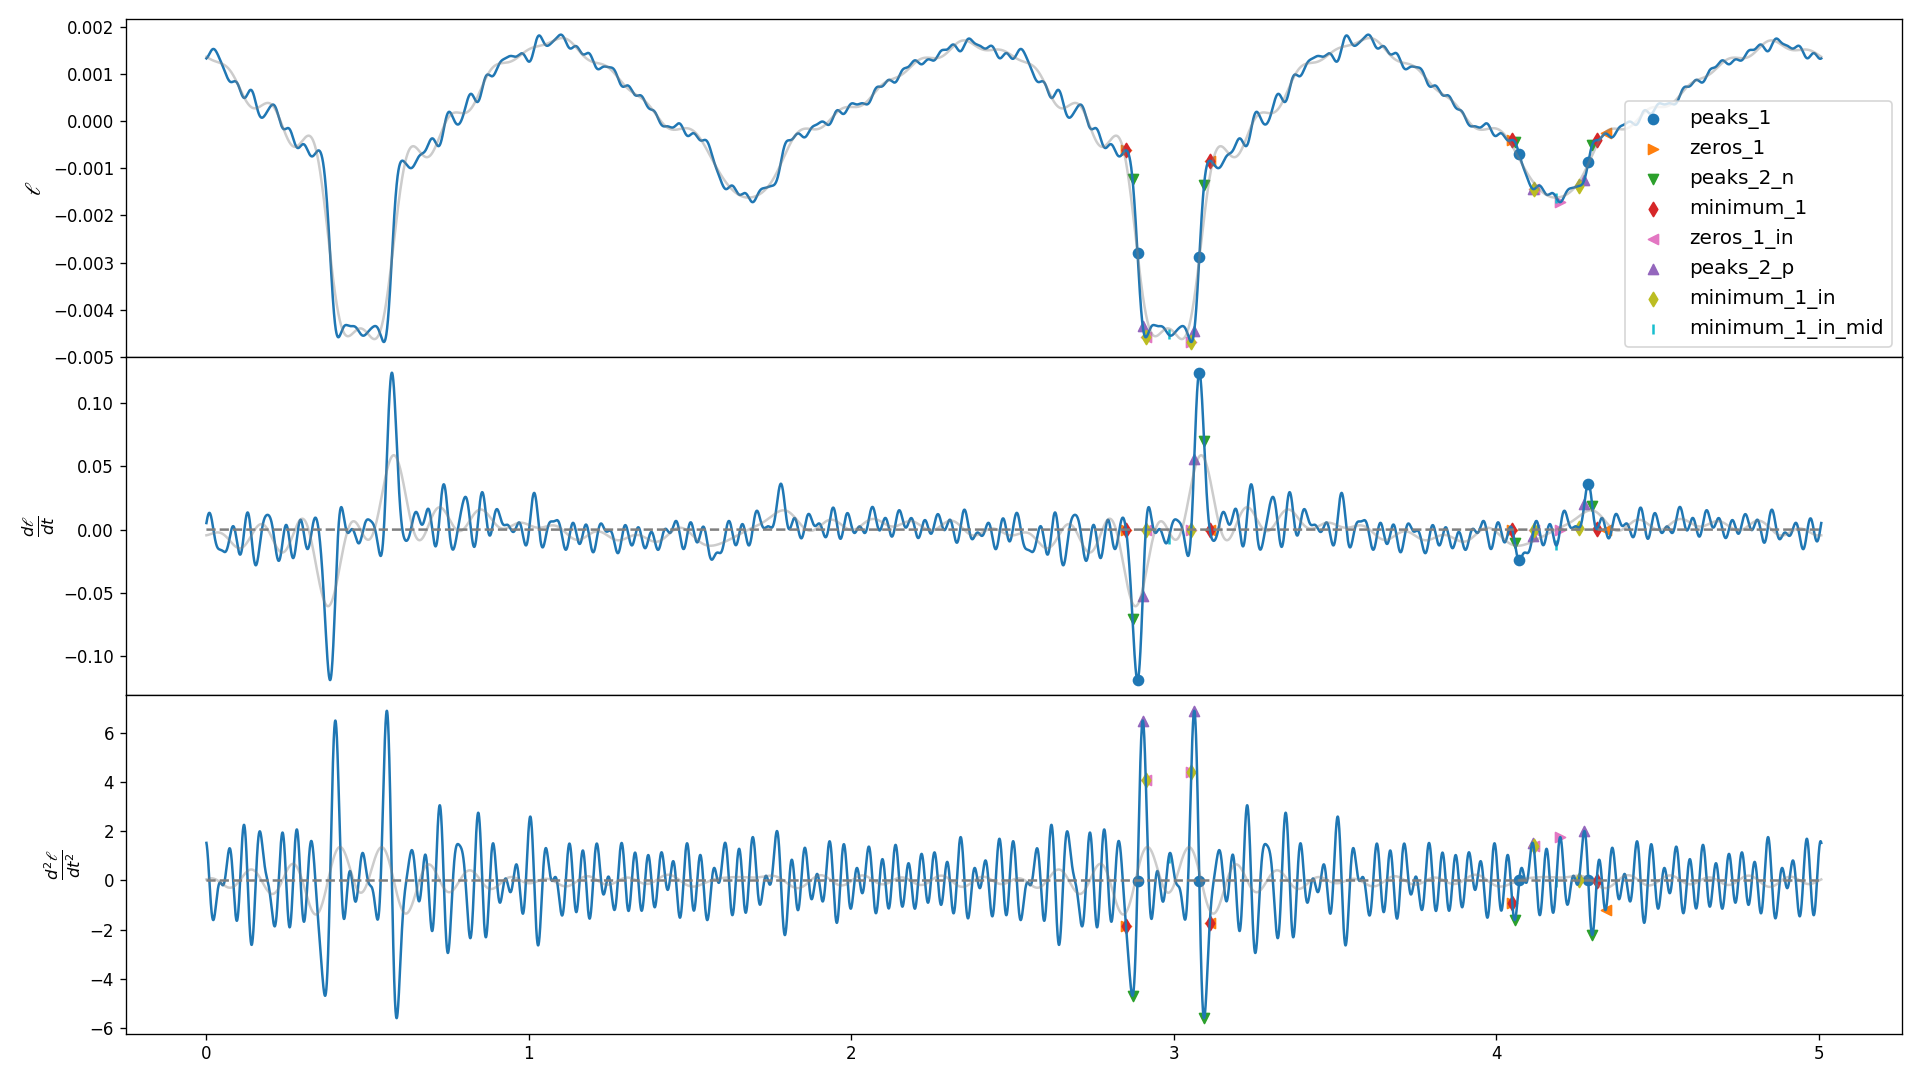 0.002
0.001
0.000
−0.001
−0.002
−0.003
−0.004
−0.005
ℓ
peaks_1
zeros_1
peaks_2_n
minimum_1
zeros_1_in
peaks_2_p
minimum_1_in
minimum_1_in_mid
0.10
0.05
0.00
−0.05
−0.10
dℓ/dt
6
4
2
0
−2
−4
−6
d²ℓ/dt²
0 1 2 3 4 5